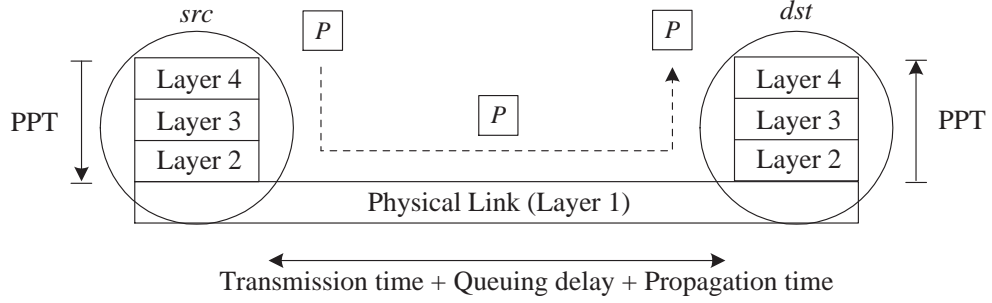 src
dst
P
P
Layer 4
Layer 4
PPT
Layer 3
P
Layer 3
PPT
Layer 2
Layer 2
Physical Link (Layer 1)
Transmission time + Queuing delay + Propagation time